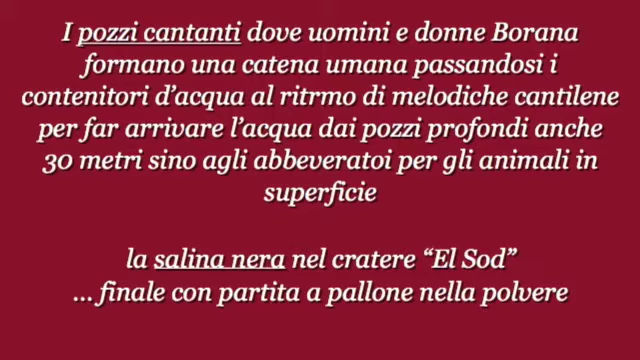 I pozzi cantanti dove uomini e donne Borana
formano una catena umana passandosi i
contenitori d’acqua al ritrmo di melodiche cantilene
per far arrivare l’acqua dai pozzi profondi anche
30 metri sino agli abbeveratoi per gli animali in
superficie
la salina nera nel cratere “El Sod”
... finale con partita a pallone nella polvere